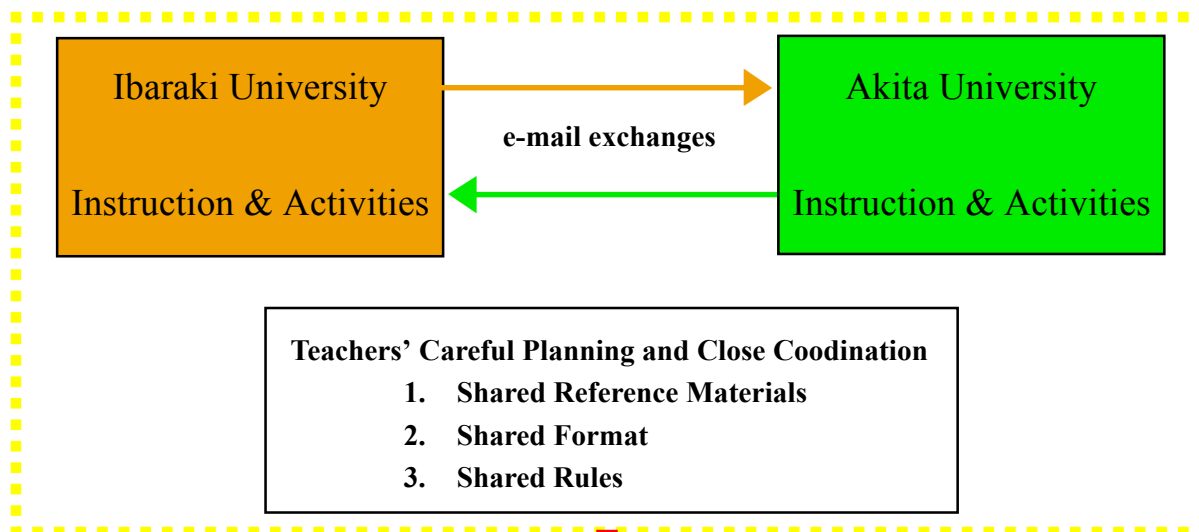 Ibaraki University
Instruction & Activities
e-mail exchanges
Akita University
Instruction & Activities
Teachers’ Careful Planning and Close Coodination
1. Shared Reference Materials
2. Shared Format
3. Shared Rules